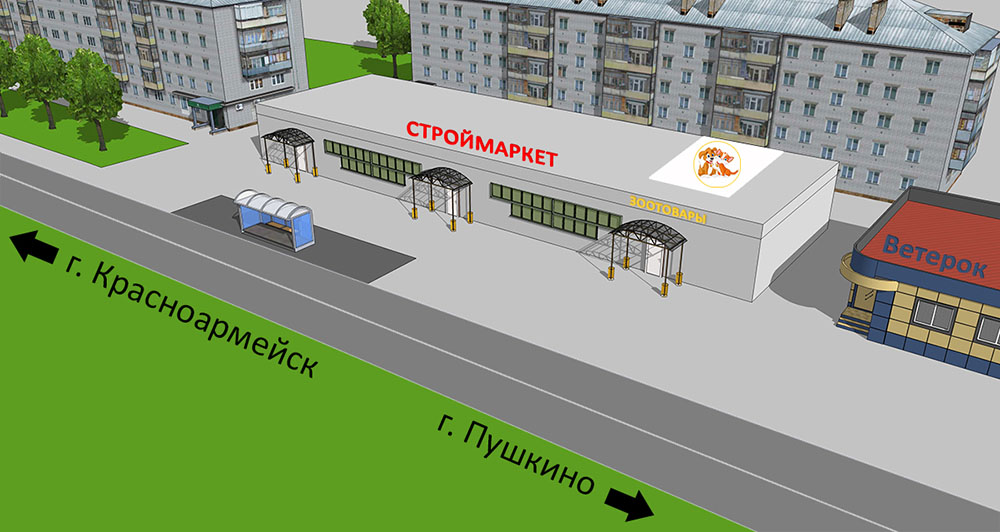 СТРОЙМАРКЕТ
ЗООТОВАРЫ
Ветерок
г. Красноармейск
г. Пушкино